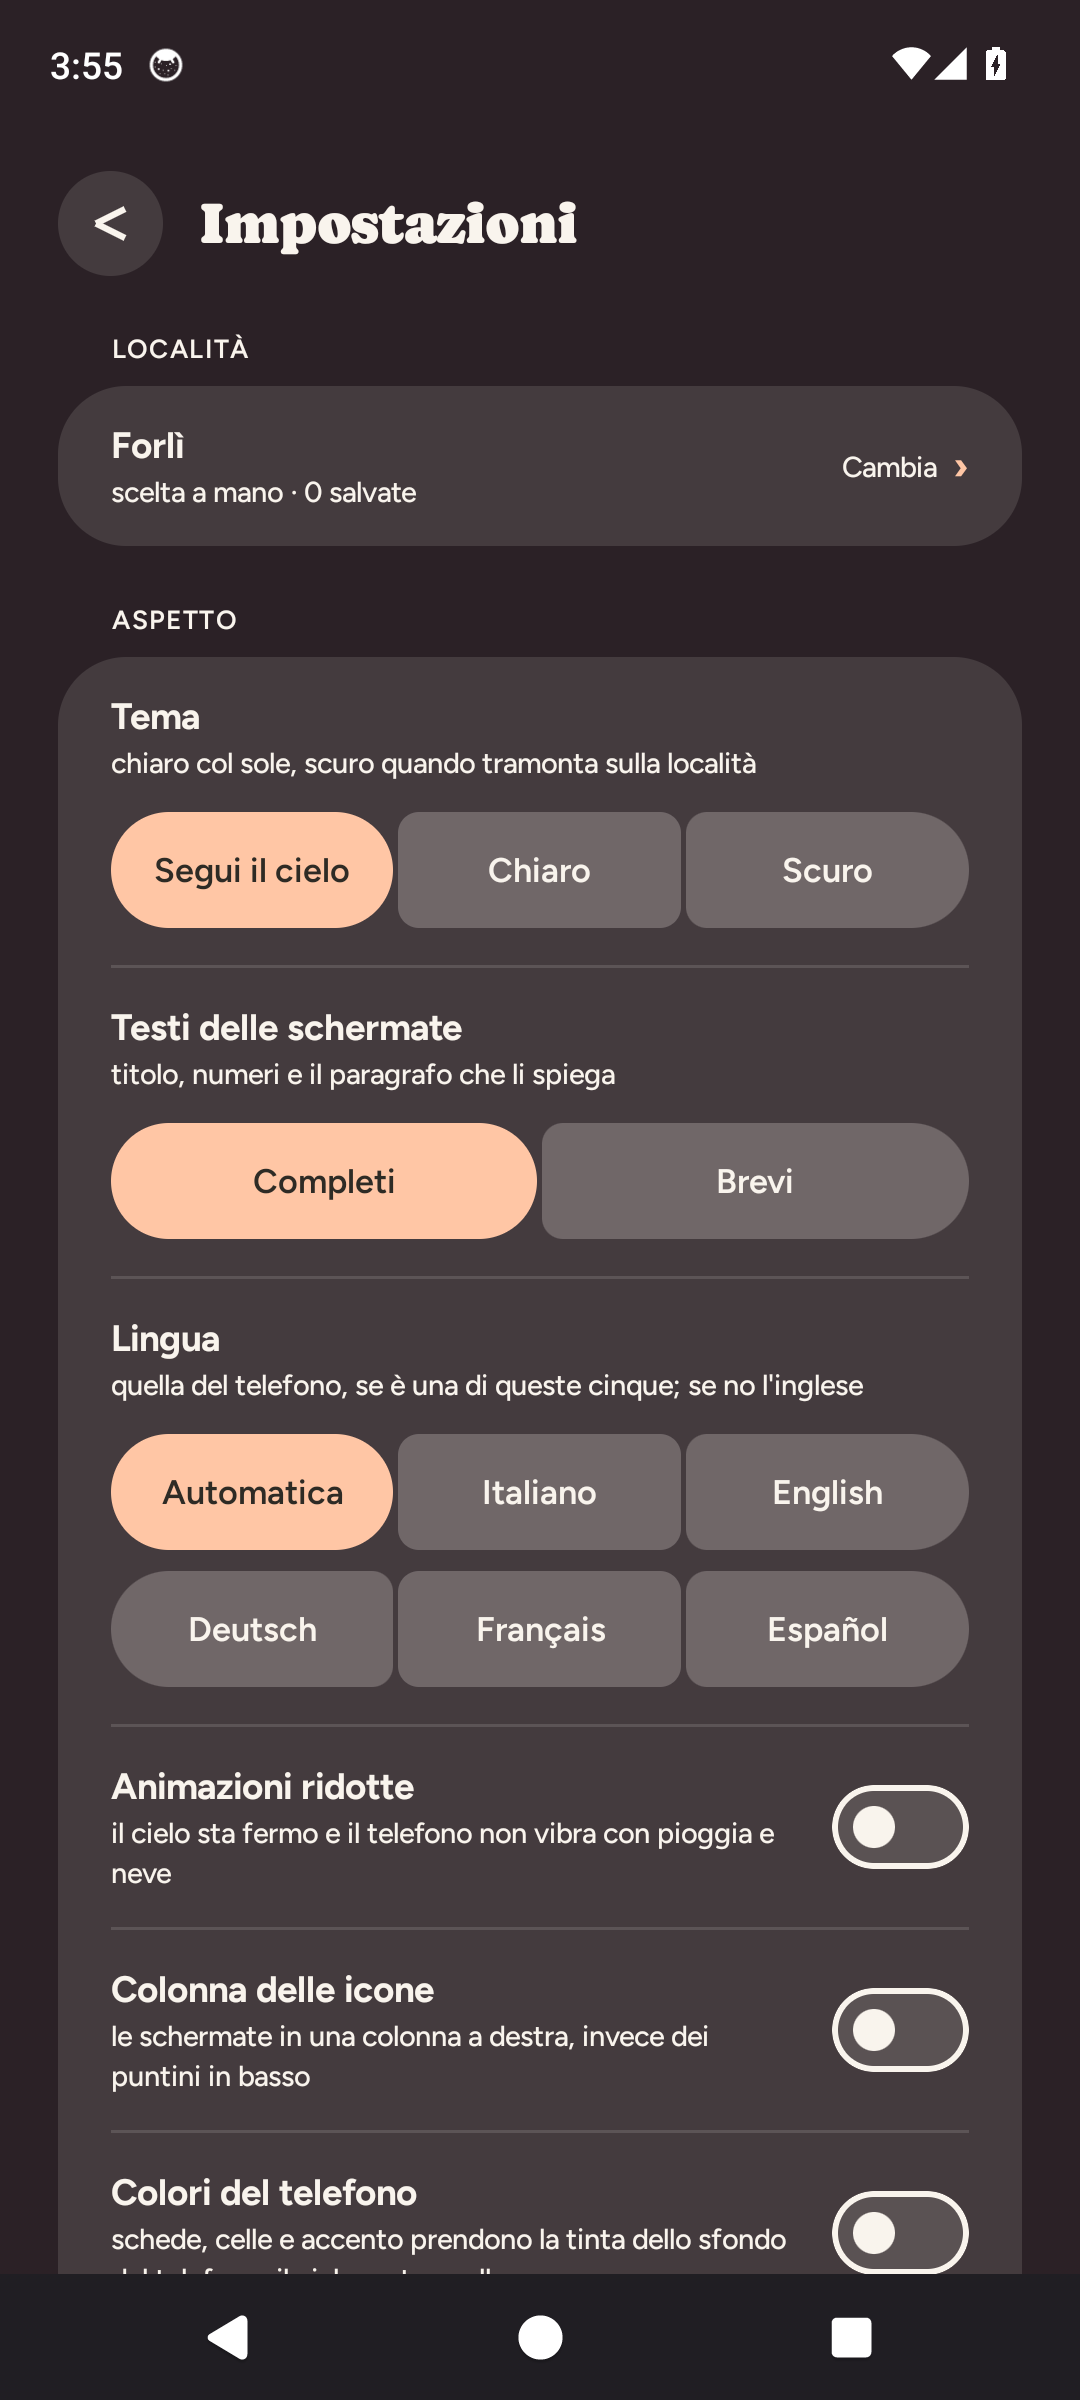 3:55
Impostazioni
LOCALITÀ
Forlì
scelta a mano · 0 salvate
Cambia ›
ASPETTO
Tema
chiaro col sole, scuro quando tramonta sulla località
Segui il cielo
Chiaro
Scuro
Testi delle schermate
titolo, numeri e il paragrafo che li spiega
Completi
Brevi
Lingua
quella del telefono, se è una di queste cinque; se no l'inglese
Automatica
Italiano
English
Deutsch
Français
Español
Animazioni ridotte
il cielo sta fermo e il telefono non vibra con pioggia e
neve
Colonna delle icone
le schermate in una colonna a destra, invece dei
puntini in basso
Colori del telefono
schede, celle e accento prendono la tinta dello sfondo